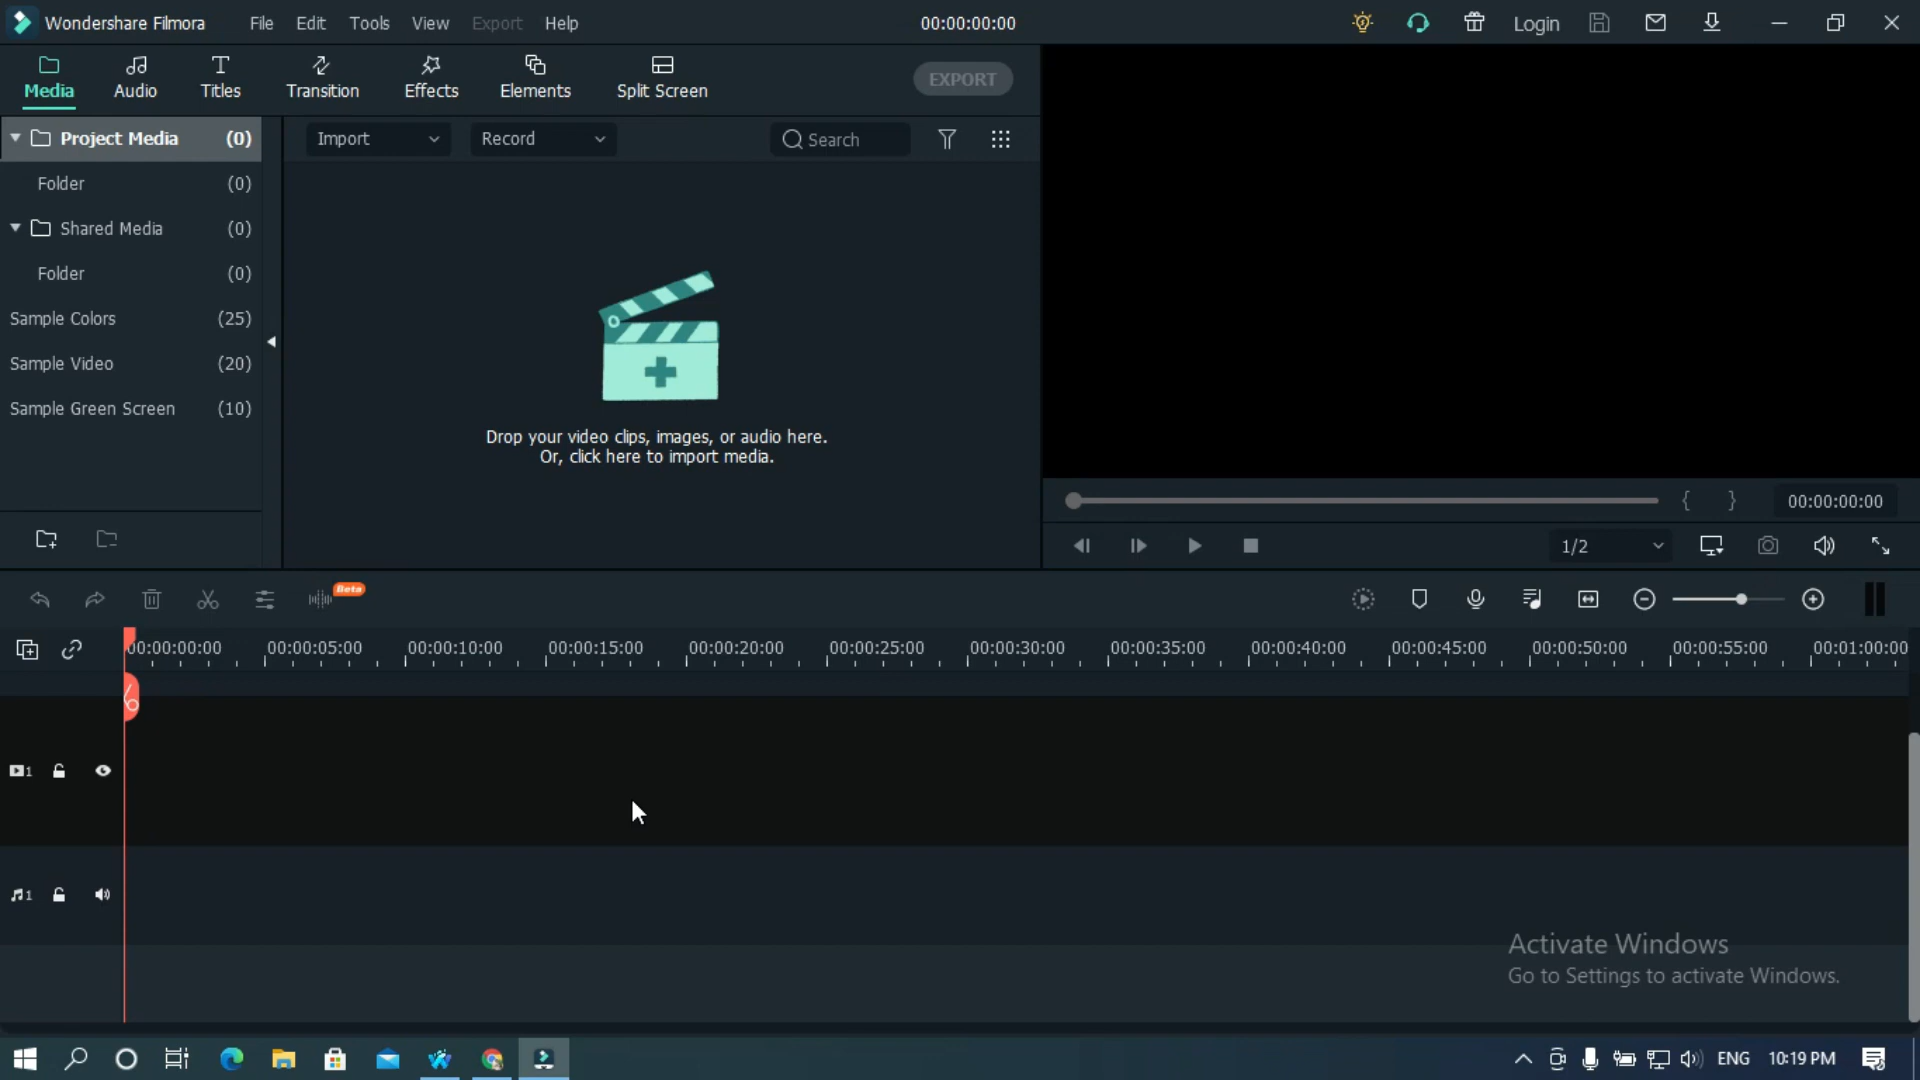 Wondershare Filmora File Edit Tools View Export Help 00:00:00:00 Login
Media Audio Titles Transition Effects Elements Split Screen EXPORT
Project Media (0) Import Record Search
Folder (0)
Shared Media (0)
Folder (0)
Sample Colors (25)
Sample Video (20)
Sample Green Screen (10)
Drop your video clips, images, or audio here.
Or, click here to import media.
{ } 00:00:00:00
1/2
Beta
00:00:00:00 00:00:05:00 00:00:10:00 00:00:15:00 00:00:20:00 00:00:25:00 00:00:30:00 00:00:35:00 00:00:40:00 00:00:45:00 00:00:50:00 00:00:55:00 00:01:00:00
1
1
Activate Windows
Go to Settings to activate Windows.
ENG 10:19 PM